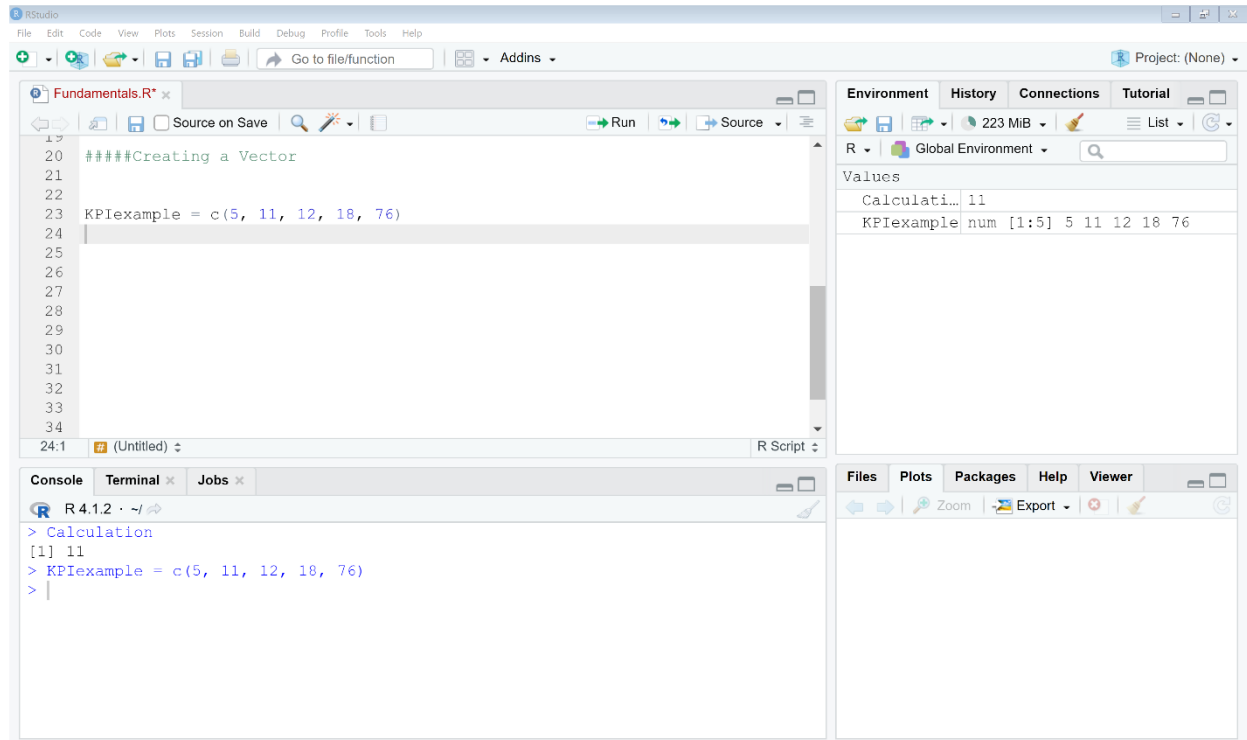 RStudio
File Edit Code View Plots Session Build Debug Profile Tools Help
Go to file/function Addins Project: (None)
Fundamentals.R*
Source on Save Run Source
19
20 #####Creating a Vector
21
22
23 KPIexample = c(5, 11, 12, 18, 76)
24
25
26
27
28
29
30
31
32
33
34
24:1 # (Untitled) R Script
Console Terminal Jobs
R 4.1.2 · ~/
> Calculation
[1] 11
> KPIexample = c(5, 11, 12, 18, 76)
>
Environment History Connections Tutorial
223 MiB List
R Global Environment
Values
Calculati… 11
KPIexample num [1:5] 5 11 12 18 76
Files Plots Packages Help Viewer
Zoom Export